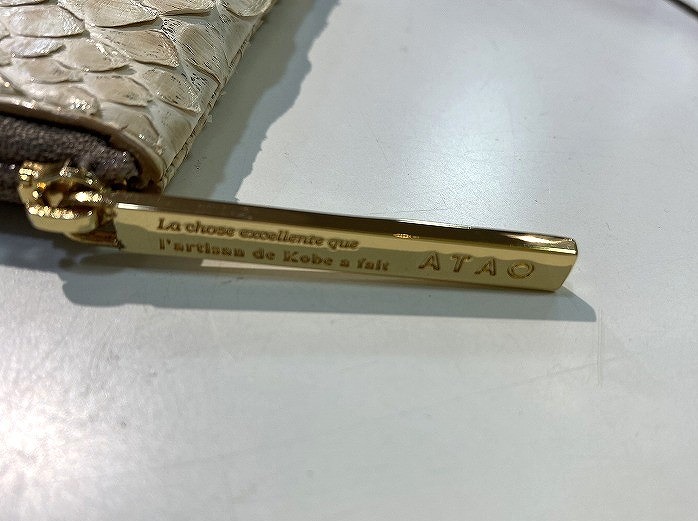 La chose excellente que
l'artisan de Kobe a fait
ATAO